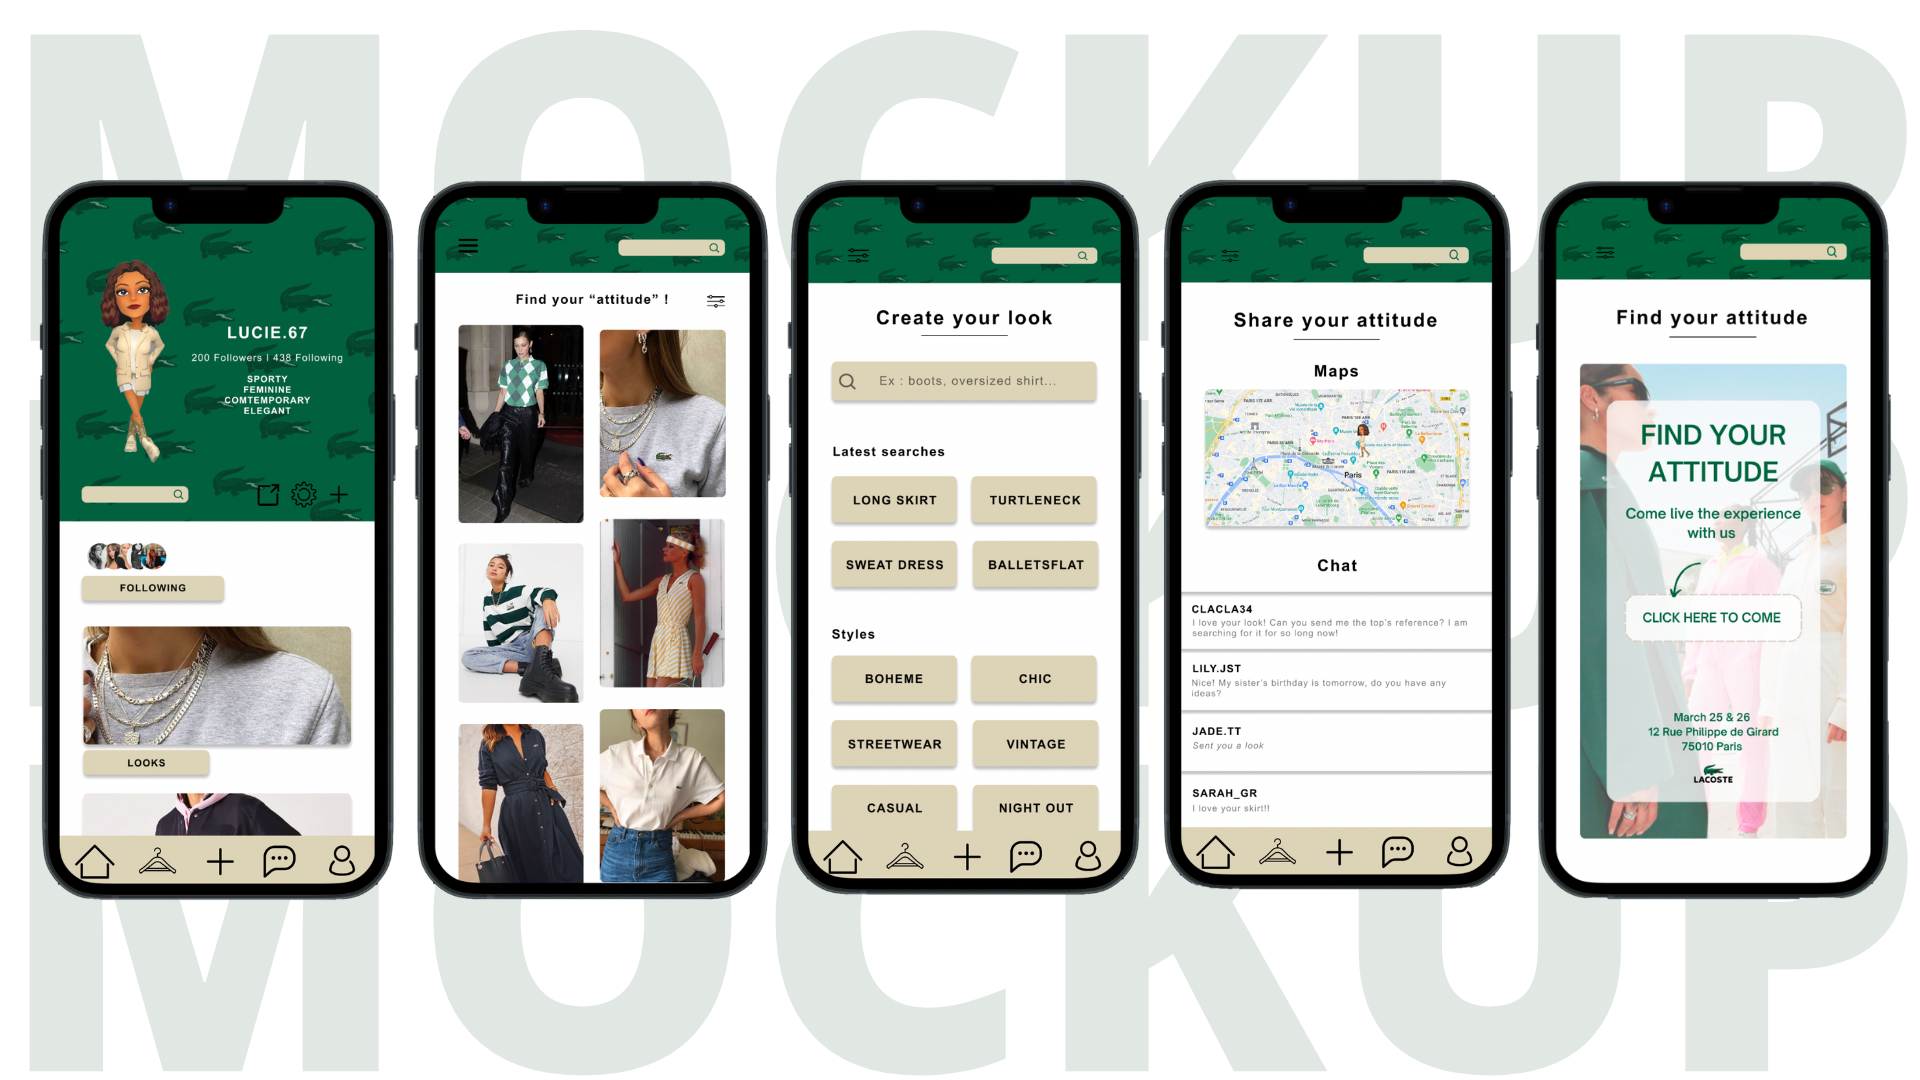 MOCKUP
LUCIE.67
200 Followers I 438 Following
SPORTY
FEMININE
COMTEMPORARY
ELEGANT
FOLLOWING
LOOKS
Find your “attitude” !
Create your look
Ex : boots, oversized shirt...
Latest searches
LONG SKIRT
TURTLENECK
SWEAT DRESS
BALLETSFLAT
Styles
BOHEME
CHIC
STREETWEAR
VINTAGE
CASUAL
NIGHT OUT
Share your attitude
Maps
Paris
Chat
CLACLA34
I love your look! Can you send me the top's reference? I am
searching for it for so long now!
LILY.JST
Nice! My sister's birthday is tomorrow, do you have any
ideas?
JADE.TT
Sent you a look
SARAH_GR
I love your skirt!!
Find your attitude
FIND YOUR
ATTITUDE
Come live the experience
with us
CLICK HERE TO COME
March 25 & 26
12 Rue Philippe de Girard
75010 Paris
LACOSTE
MOCKUP
MOCKUP